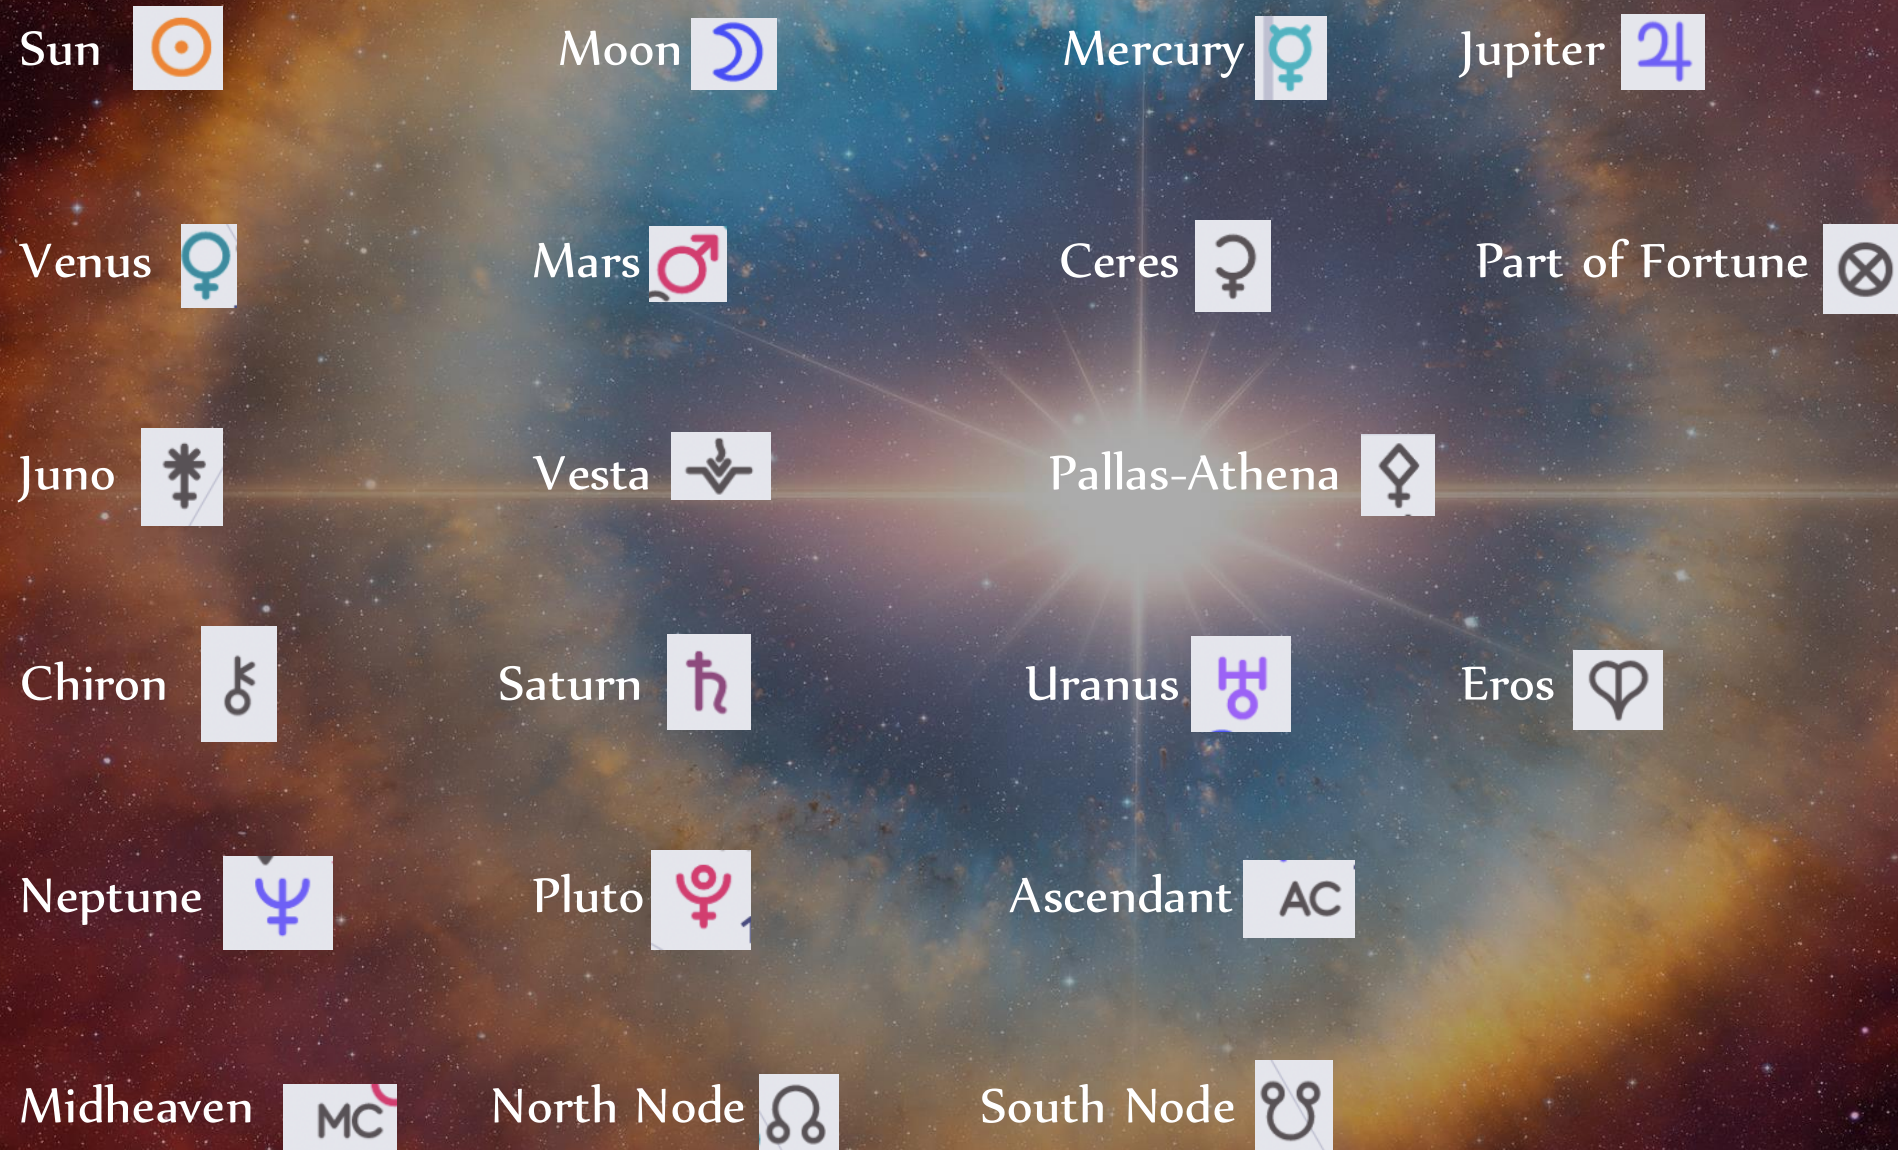 Sun Moon Mercury Jupiter
Venus Mars Ceres Part of Fortune
Juno Vesta Pallas-Athena
Chiron Saturn Uranus Eros
Neptune Pluto Ascendant AC
Midheaven MC North Node South Node